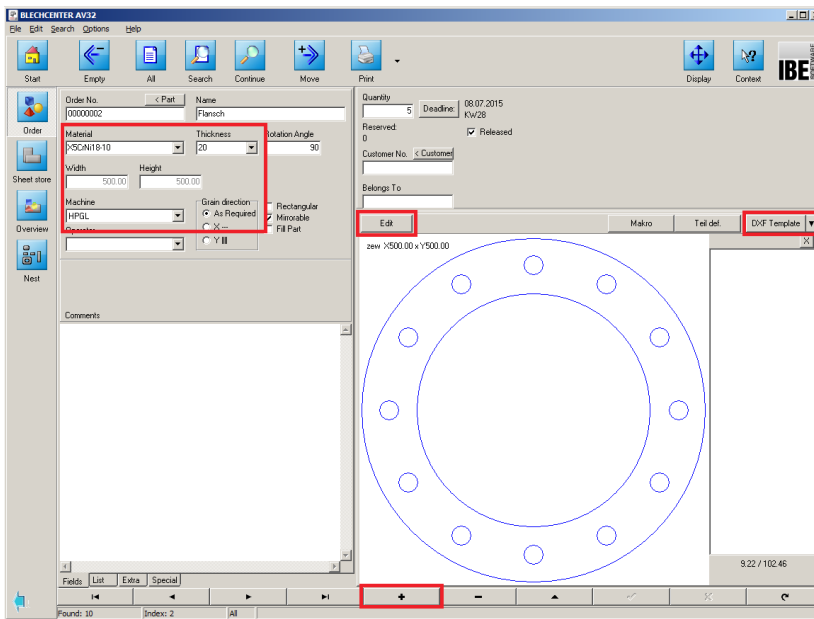 BLECHCENTER AV32
File Edit Search Options Help
Start Empty All Search Continue Move Print Display Context IBE SOFTWARE
Order
Sheet store
Overview
Nest
Order No. < Part Name
00000002 Flansch
Material Thickness Rotation Angle
X5CrNi18-10 20 90
Width Height
500.00 500.00
Machine Grain direction Rectangular
HPGL As Required Mirrorable
Operator X --- Fill Part
Y III
Comments
Quantity
5 Deadline: 08.07.2015
KW28
Reserved: Released
0
Customer No. < Customer
Belongs To
Edit Makro Teil def. DXF Template
zew X500.00 x Y500.00 X
9.22 / 102.46
Fields List Extra Special
Found: 10 Index: 2 All